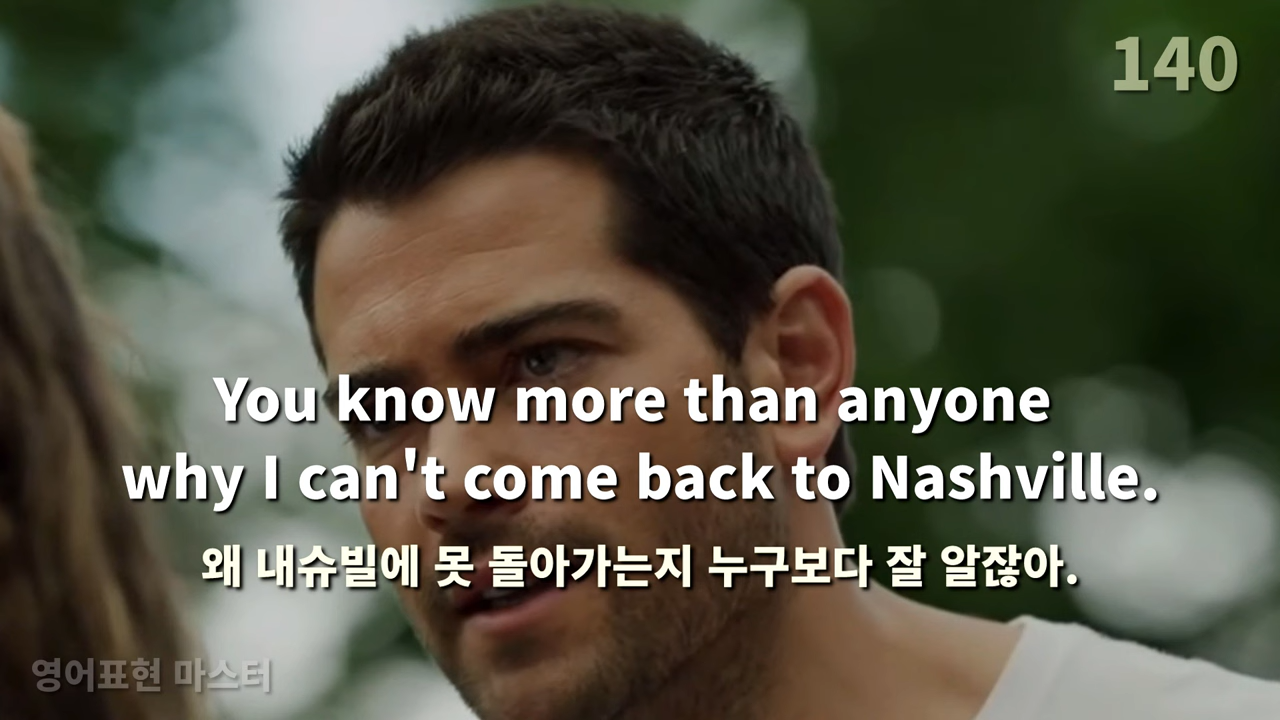 140
You know more than anyone
why I can't come back to Nashville.
왜 내슈빌에 못 돌아가는지 누구보다 잘 알잖아.
영어표현 마스터